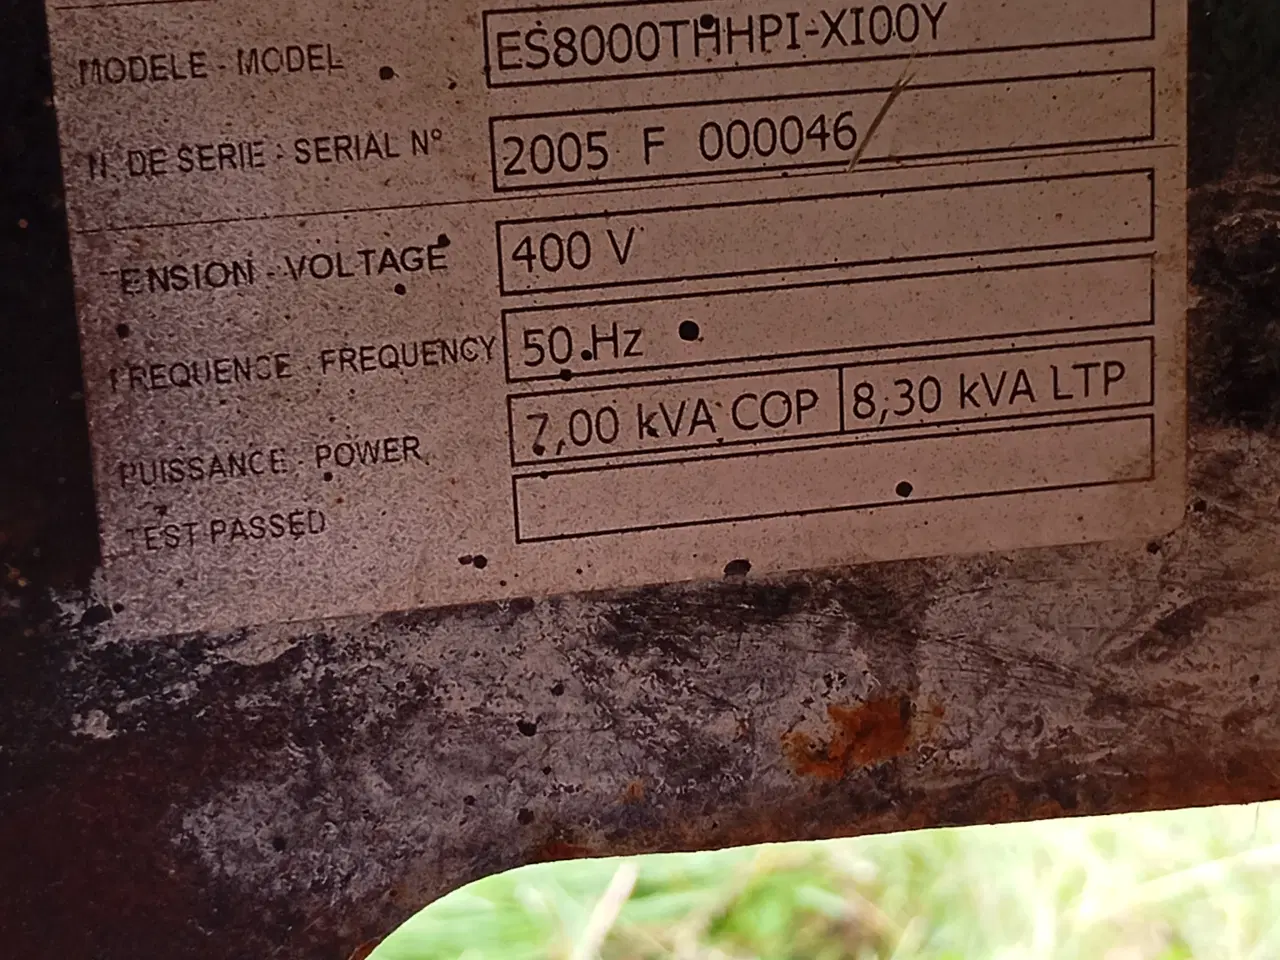 MODELE - MODEL ES8000THHPI-XI00Y
N. DE SERIE : SERIAL N° 2005 F 000046
TENSION - VOLTAGE 400 V
FREQUENCE - FREQUENCY 50 Hz
PUISSANCE - POWER 7,00 kVA COP 8,30 kVA LTP
TEST PASSED